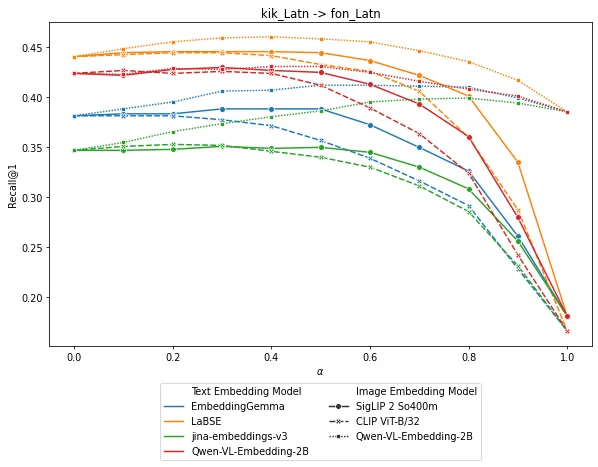 kik_Latn -> fon_Latn
Recall@1
0.45
0.40
0.35
0.30
0.25
0.20
0.0 0.2 0.4 0.6 0.8 1.0
α
Text Embedding Model
EmbeddingGemma
LaBSE
jina-embeddings-v3
Qwen-VL-Embedding-2B
Image Embedding Model
SigLIP 2 So400m
CLIP ViT-B/32
Qwen-VL-Embedding-2B